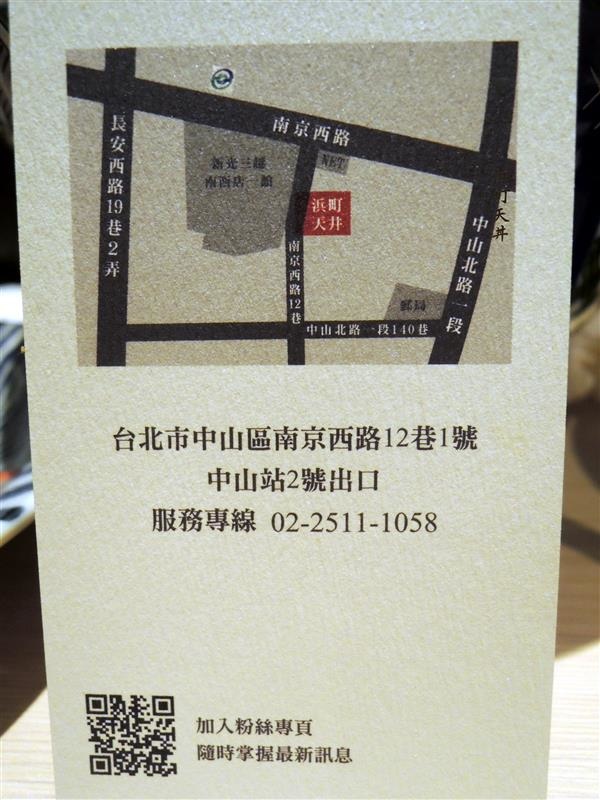 南京西路
長安西路19巷2弄
新光三越
南西店一館
NET
浜町
天丼
南京西路12巷
中山北路一段
郵局
中山北路一段140巷
台北市中山區南京西路12巷1號
中山站2號出口
服務專線 02-2511-1058
加入粉絲專頁
隨時掌握最新訊息